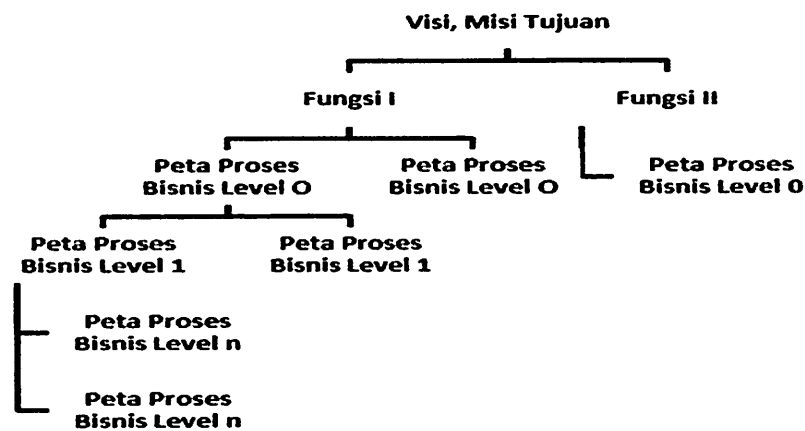 Visi, Misi Tujuan
Fungsi I
Fungsi II
Peta Proses
Bisnis Level O
Peta Proses
Bisnis Level O
Peta Proses
Bisnis Level 0
Peta Proses
Bisnis Level 1
Peta Proses
Bisnis Level 1
Peta Proses
Bisnis Level n
Peta Proses
Bisnis Level n